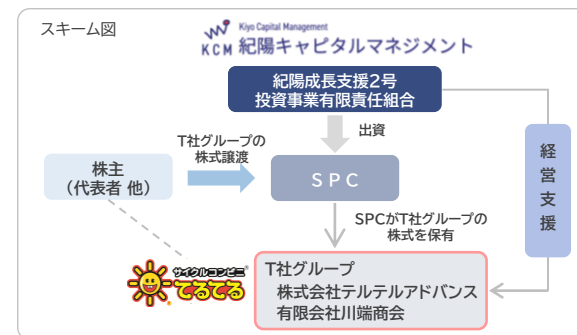 スキーム図
Kiyo Capital Management
KCM 紀陽キャピタルマネジメント
紀陽成長支援2号
投資事業有限責任組合
出資
T社グループの
株式譲渡
株主
（代表者 他）
SPC
経営支援
SPCがT社グループの
株式を保有
サイクルコンビニ
てるてる
T社グループ
株式会社テルテルアドバンス
有限会社川端商会